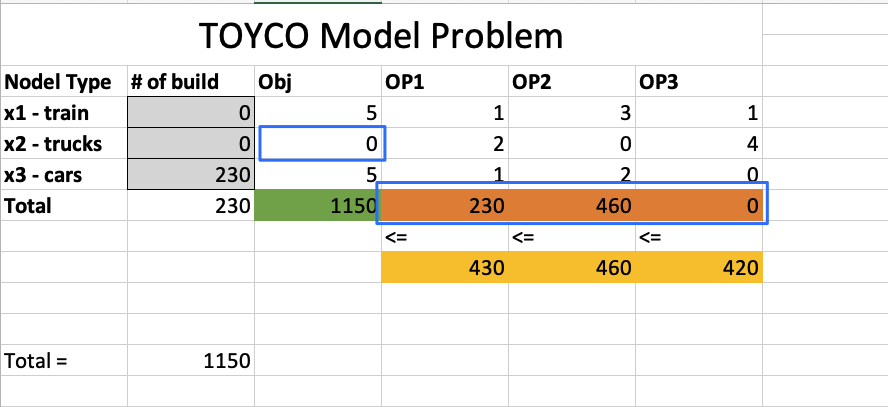 TOYCO Model Problem
Nodel Type # of build Obj OP1 OP2 OP3
x1 - train 0 5 1 3 1
x2 - trucks 0 0 2 0 4
x3 - cars 230 5 1 2 0
Total 230 1150 230 460 0
<= <= <=
430 460 420
Total = 1150